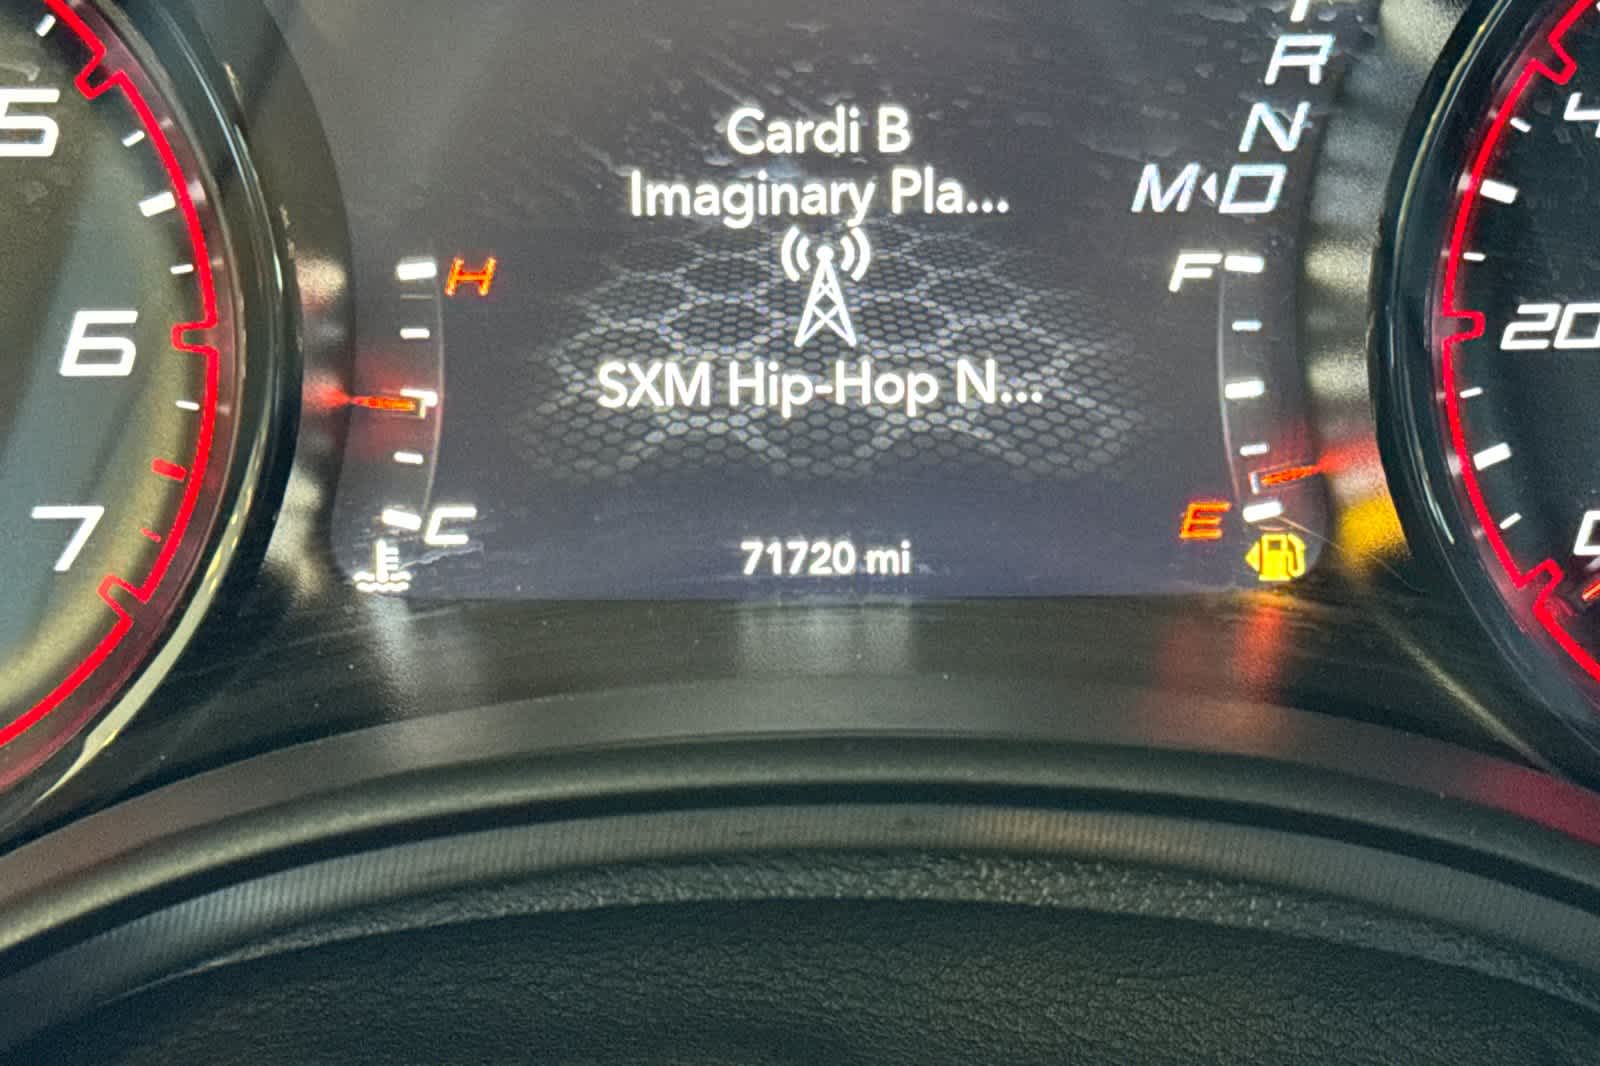 Cardi B
Imaginary Pla...
SXM Hip-Hop N...
71720 mi
H
C
R
N
M D
F
E
5
6
7
20